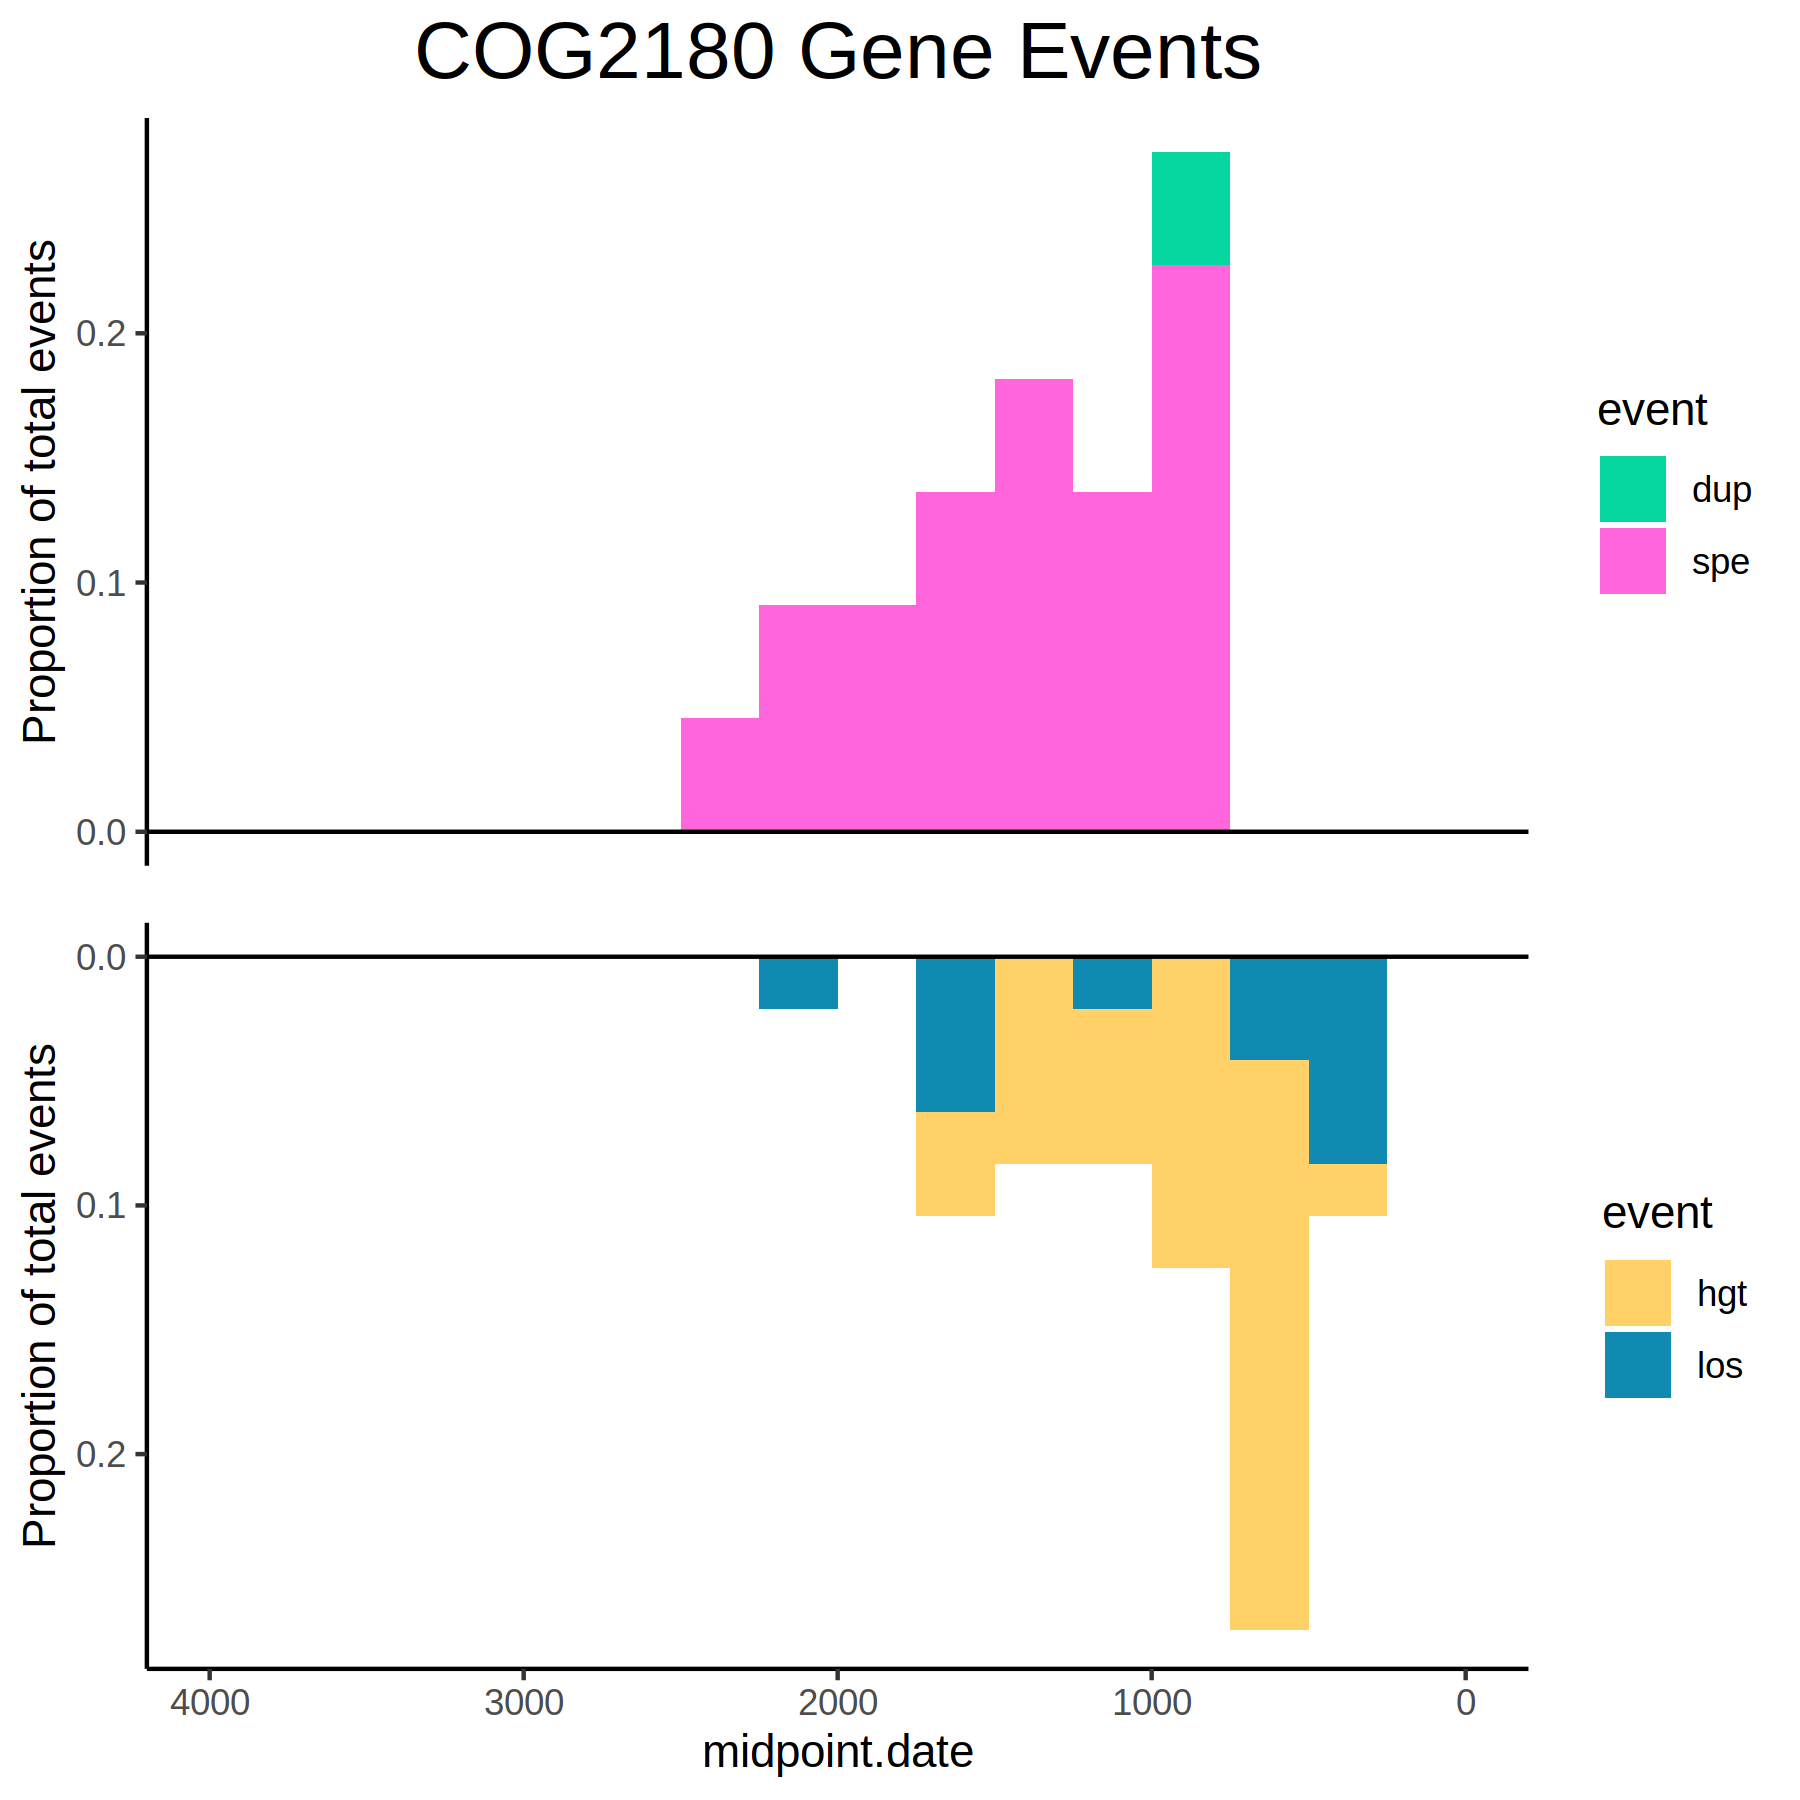 COG2180 Gene Events
Proportion of total events
0.2
0.1
0.0
event
dup
spe
Proportion of total events
0.0
0.1
0.2
event
hgt
los
4000 3000 2000 1000 0
midpoint.date